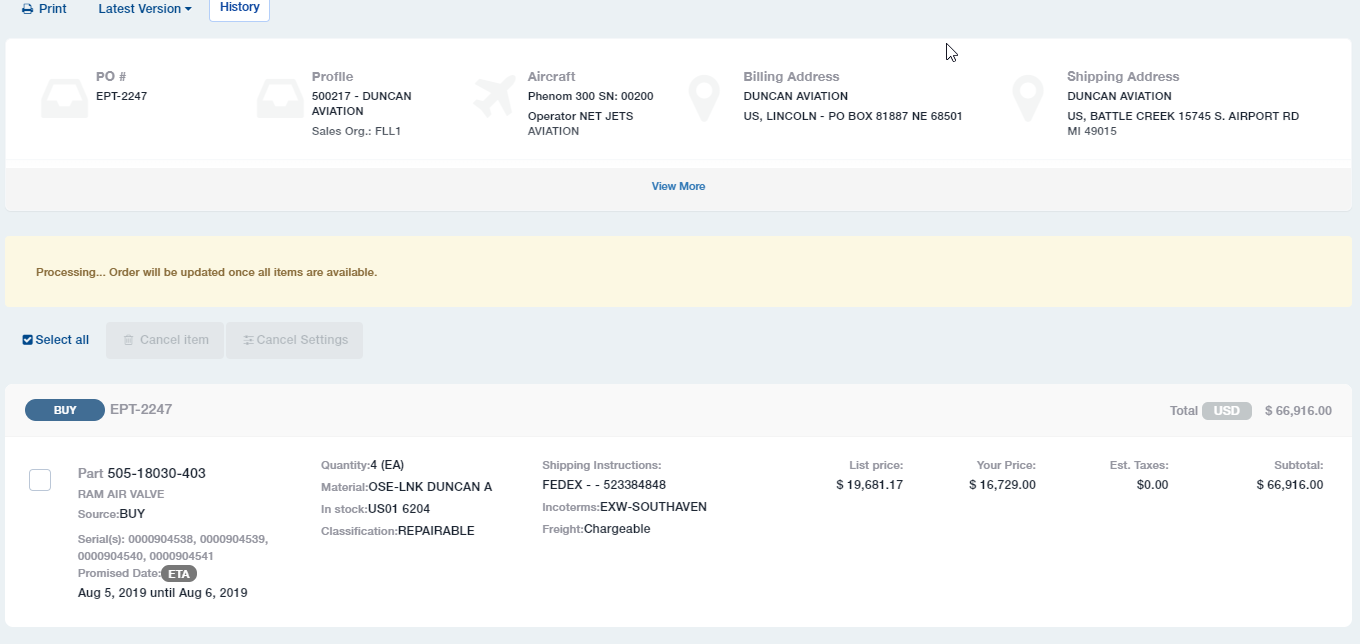 Print
Latest Version
History
PO #
EPT-2247
Profile
500217 - DUNCAN
AVIATION
Sales Org.: FLL1
Aircraft
Phenom 300 SN: 00200
Operator NET JETS
AVIATION
Billing Address
DUNCAN AVIATION
US, LINCOLN - PO BOX 81887 NE 68501
Shipping Address
DUNCAN AVIATION
US, BATTLE CREEK 15745 S. AIRPORT RD
MI 49015
View More
Processing... Order will be updated once all items are available.
Select all
Cancel item
Cancel Settings
BUY EPT-2247
Total USD $ 66,916.00
Part 505-18030-403
RAM AIR VALVE
Source:BUY
Serial(s): 0000904538, 0000904539,
0000904540, 0000904541
Promised Date: ETA
Aug 5, 2019 until Aug 6, 2019
Quantity:4 (EA)
Material:OSE-LNK DUNCAN A
In stock:US01 6204
Classification:REPAIRABLE
Shipping Instructions:
FEDEX - - 523384848
Incoterms:EXW-SOUTHAVEN
Freight:Chargeable
List price:
$ 19,681.17
Your Price:
$ 16,729.00
Est. Taxes:
$0.00
Subtotal:
$ 66,916.00